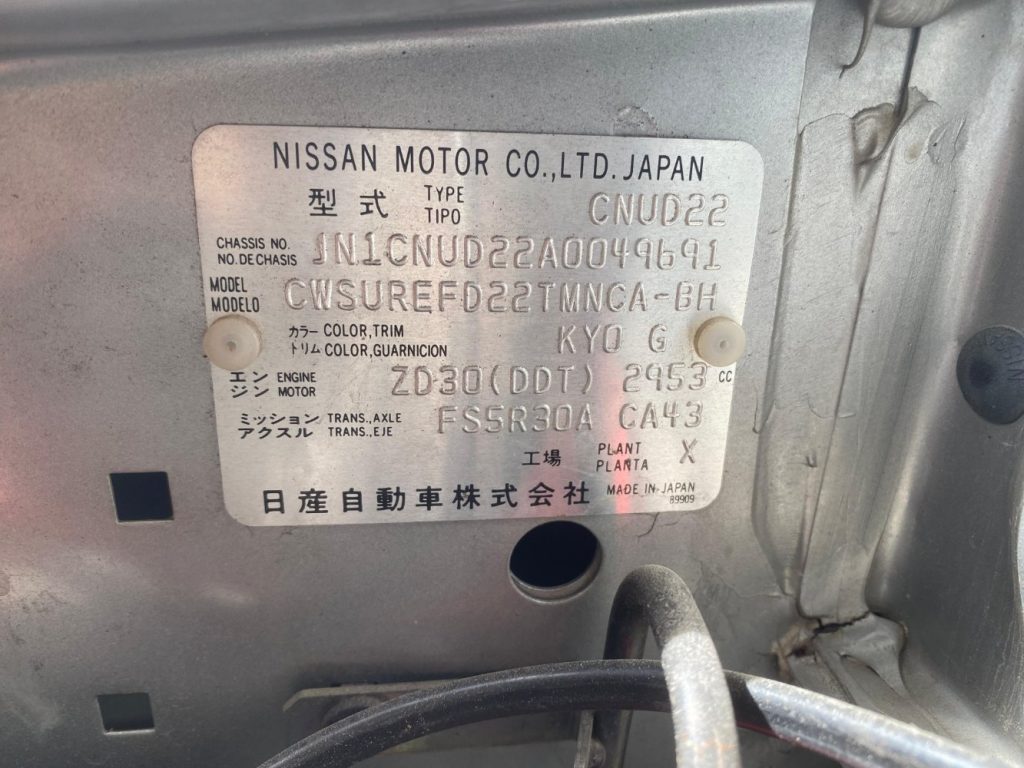 NISSAN MOTOR CO.,LTD. JAPAN
型式 TYPE TIPO CNUD22
CHASSIS NO. NO. DE CHASIS JN1CNUD22A0049691
MODEL MODELO CWSUREFD22TMNCA-BH
カラー COLOR, TRIM トリム COLOR, GUARNICION KY0 G
エンジン ENGINE MOTOR ZD30(DDT) 2953 CC
ミッション TRANS., AXLE アクスル TRANS., EJE FS5R30A CA43
工場 PLANT PLANTA X
日産自動車株式会社 MADE IN JAPAN
89909